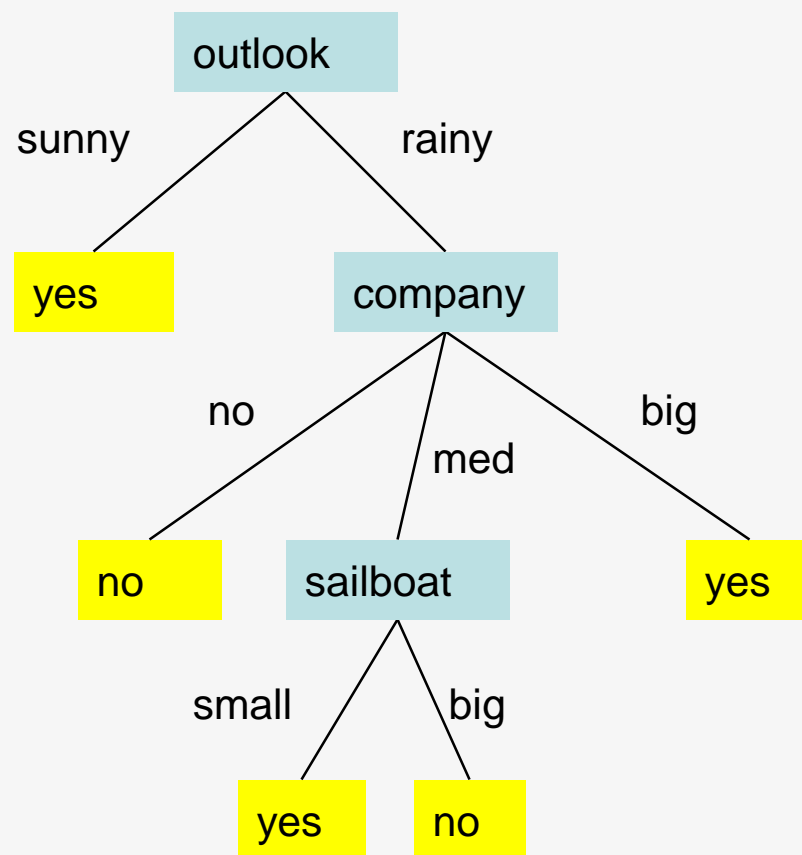 outlook
sunny
rainy
yes
company
no
big
med
no
sailboat
yes
small
big
yes
no